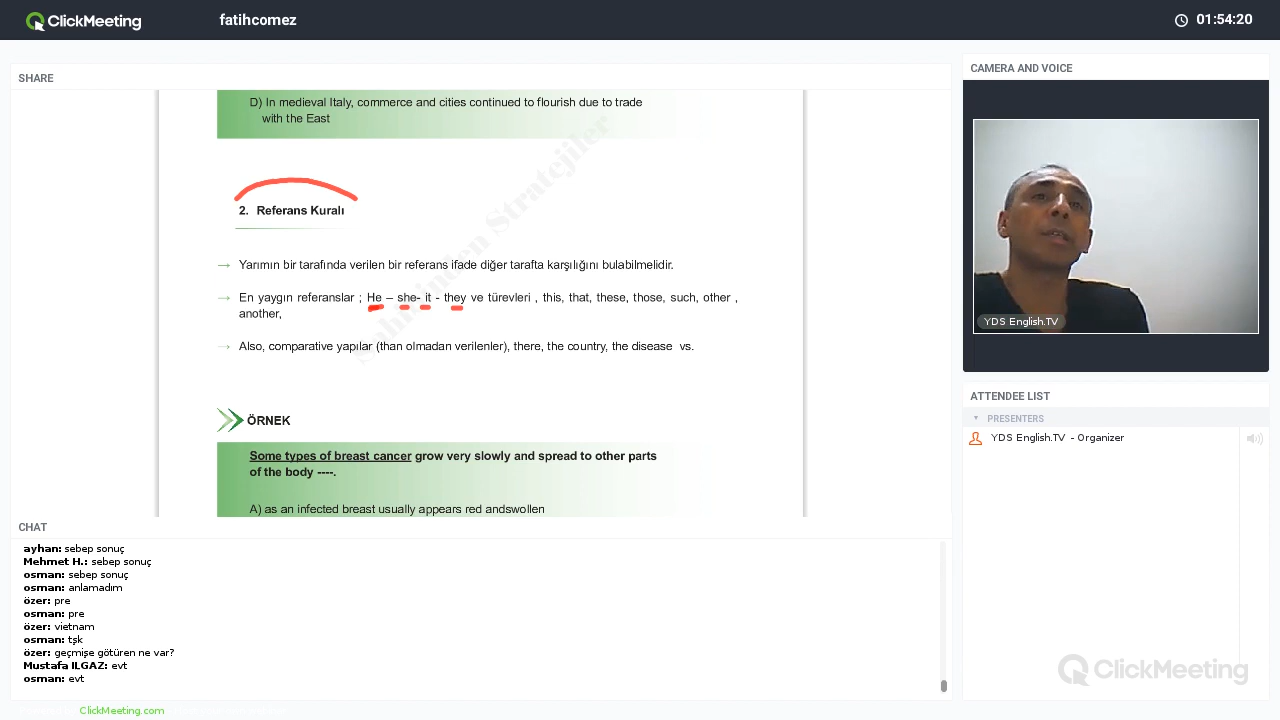 ClickMeeting
fatihcomez
01:54:20
SHARE
D) In medieval Italy, commerce and cities continued to flourish due to trade
with the East
2. Referans Kuralı
Yarımın bir tarafında verilen bir referans ifade diğer tarafta karşılığını bulabilmelidir.
En yaygın referanslar ; He – she- it - they ve türevleri , this, that, these, those, such, other ,
another,
Also, comparative yapılar (than olmadan verilenler), there, the country, the disease vs.
ÖRNEK
Some types of breast cancer grow very slowly and spread to other parts
of the body ----.
A) as an infected breast usually appears red andswollen
CHAT
ayhan: sebep sonuç
Mehmet H.: sebep sonuç
osman: sebep sonuç
osman: anlamadım
özer: pre
osman: pre
özer: vietnam
osman: tşk
özer: geçmişe götüren ne var?
Mustafa ILGAZ: evt
osman: evt
ClickMeeting.com
CAMERA AND VOICE
YDS English.TV
ATTENDEE LIST
PRESENTERS
YDS English.TV - Organizer
ClickMeeting